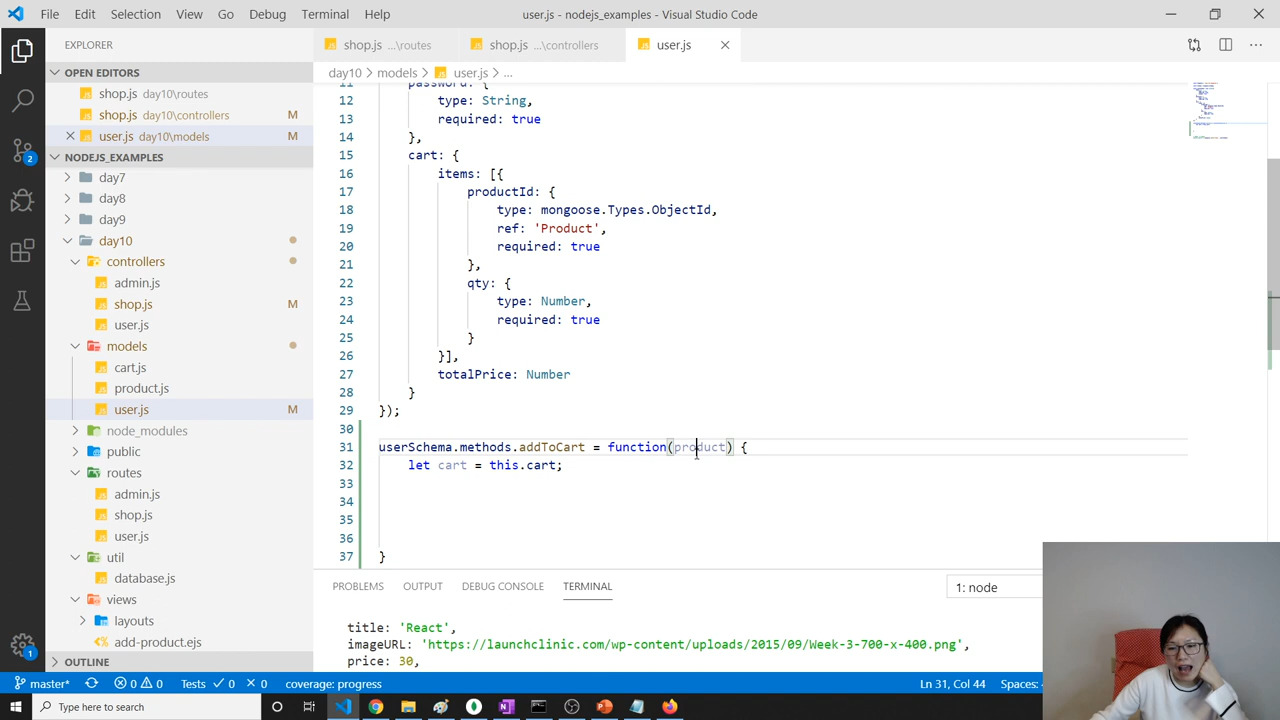 File Edit Selection View Go Debug Terminal Help
user.js - nodejs_examples - Visual Studio Code
EXPLORER
OPEN EDITORS
shop.js day10\routes
shop.js day10\controllers M
user.js day10\models M
NODEJS_EXAMPLES
day7
day8
day9
day10
controllers
admin.js
shop.js M
user.js
models
cart.js
product.js
user.js M
node_modules
public
routes
admin.js
shop.js
user.js
util
database.js
views
layouts
add-product.ejs
OUTLINE
2
1
shop.js ...\routes
shop.js ...\controllers
user.js
day10 > models > user.js > ...
11 password: {
12 type: String,
13 required: true
14 },
15 cart: {
16 items: [{
17 productId: {
18 type: mongoose.Types.ObjectId,
19 ref: 'Product',
20 required: true
21 },
22 qty: {
23 type: Number,
24 required: true
25 }
26 }],
27 totalPrice: Number
28 }
29 });
30
31 userSchema.methods.addToCart = function(product) {
32 let cart = this.cart;
33
34
35
36
37 }
PROBLEMS OUTPUT DEBUG CONSOLE TERMINAL
1: node
title: 'React',
imageURL: 'https://launchclinic.com/wp-content/uploads/2015/09/Week-3-700-x-400.png',
price: 30,
master* 0 0 Tests 0 0 coverage: progress
Ln 31, Col 44 Spaces:
Type here to search